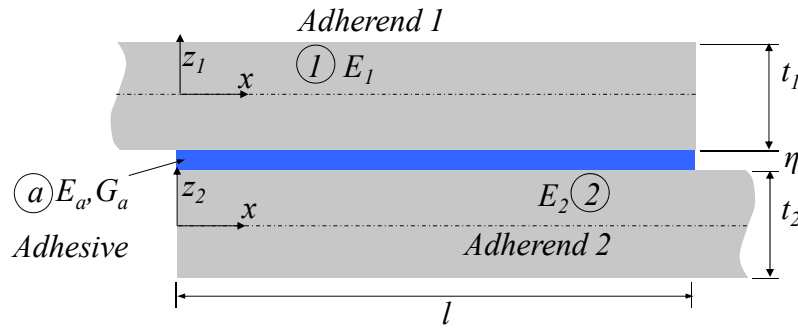 Adherend 1
z1
x
1 E1
t1
η
a Ea,Ga
Adhesive
z2
x
E2 2
Adherend 2
t2
l